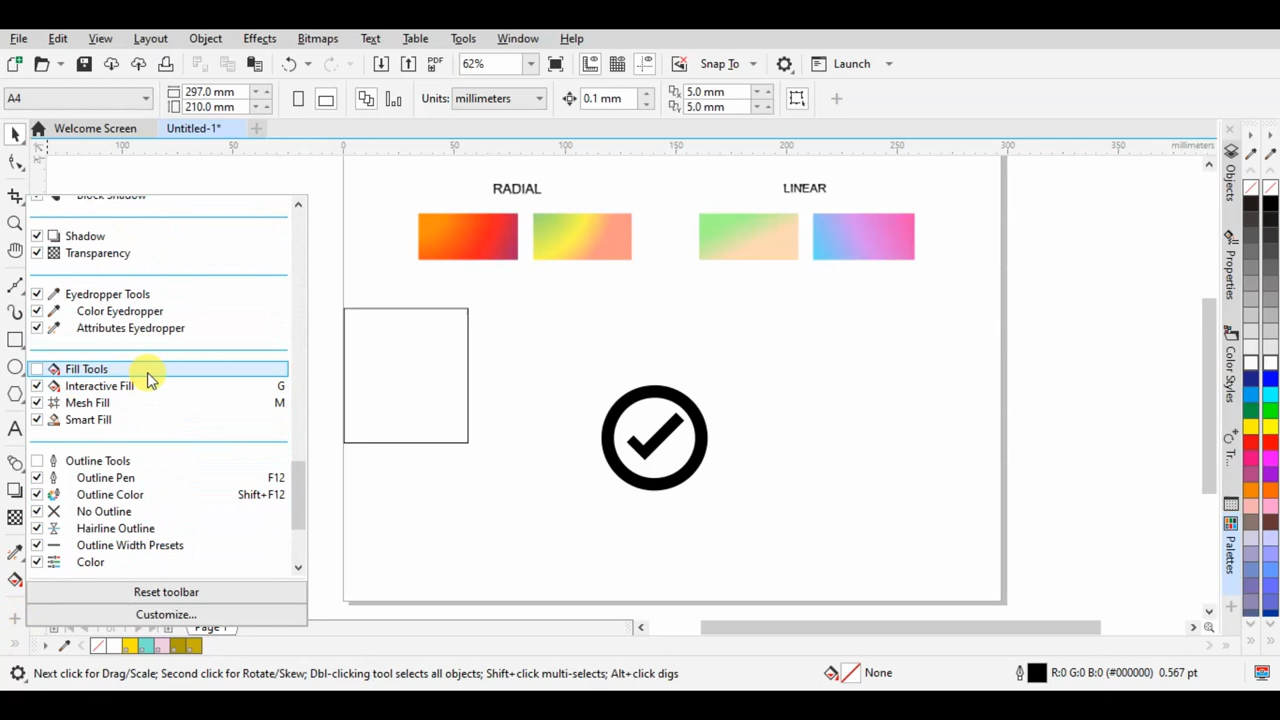 File Edit View Layout Object Effects Bitmaps Text Table Tools Window Help
PDF 62% Snap To Launch
A4 297.0 mm 210.0 mm Units: millimeters 0.1 mm 5.0 mm 5.0 mm
Welcome Screen Untitled-1*
100 50 0 50 100 150 200 250 300 350 millimeters
RADIAL LINEAR
Block Shadow
Shadow
Transparency
Eyedropper Tools
Color Eyedropper
Attributes Eyedropper
Fill Tools
Interactive Fill G
Mesh Fill M
Smart Fill
Outline Tools
Outline Pen F12
Outline Color Shift+F12
No Outline
Hairline Outline
Outline Width Presets
Color
Reset toolbar
Customize...
Page 1
Objects
Properties
Color Styles
Tr...
Palettes
Next click for Drag/Scale; Second click for Rotate/Skew; Dbl-clicking tool selects all objects; Shift+click multi-selects; Alt+click digs None R:0 G:0 B:0 (#000000) 0.567 pt